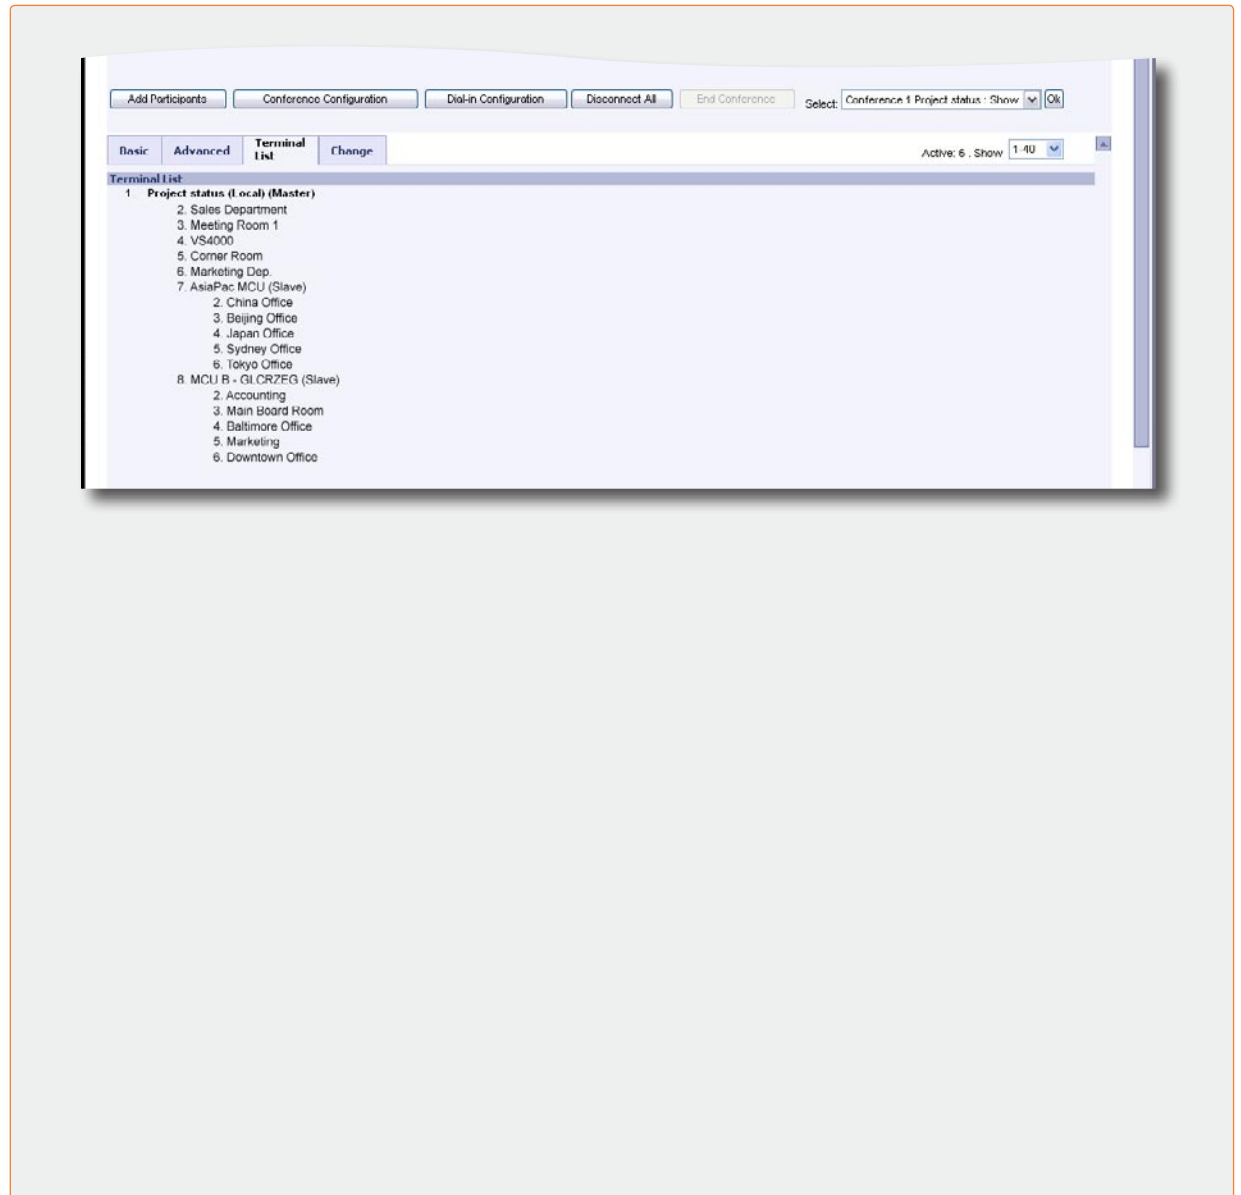 Add Participants Conference Configuration Dial-in Configuration Disconnect All End Conference Select: Conference 1 Project status : Show Ok
Basic Advanced Terminal List Change Active: 6 , Show 1-40
Terminal List
1. Project status (Local) (Master)
2. Sales Department
3. Meeting Room 1
4. VS4000
5. Corner Room
6. Marketing Dep.
7. AsiaPac MCU (Slave)
2. China Office
3. Beijing Office
4. Japan Office
5. Sydney Office
6. Tokyo Office
8. MCU B - GLCRZEG (Slave)
2. Accounting
3. Main Board Room
4. Baltimore Office
5. Marketing
6. Downtown Office